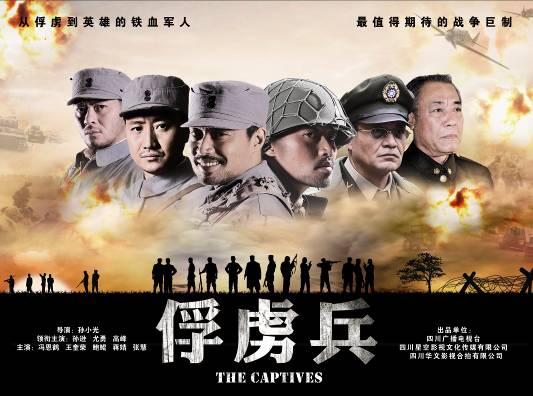 从俘虏到英雄的铁血军人
最值得期待的战争巨制
俘虏兵
THE CAPTIVES
导演：孙小光
领衔主演：孙逊 尤勇 高峰
主演：冯恩鹤 王奎荣 鲍鲲 蒋婧 张慧
出品单位：
四川广播电视台
四川星空影视文化传媒有限公司
四川华文影视合拍有限公司